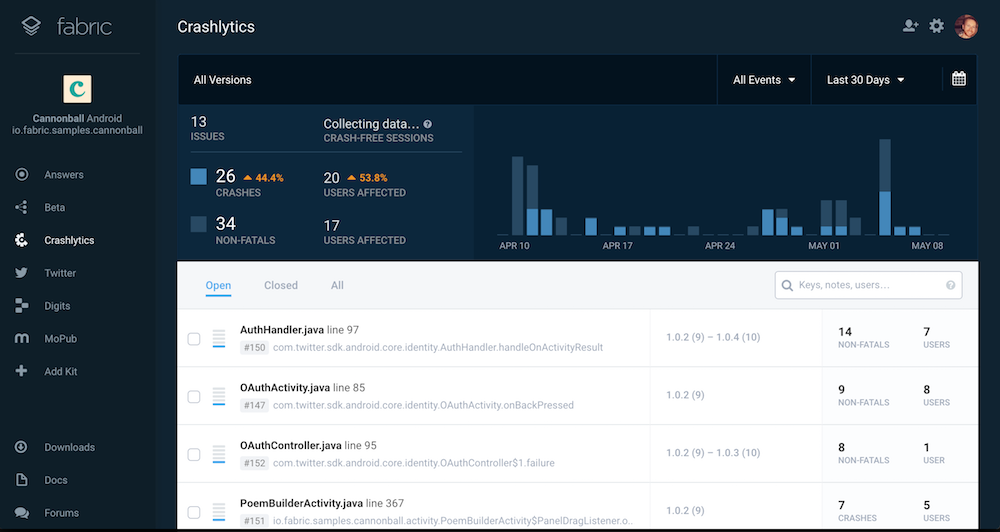 fabric
Cannonball Android
io.fabric.samples.cannonball
Answers
Beta
Crashlytics
Twitter
Digits
MoPub
Add Kit
Downloads
Docs
Forums
Crashlytics
All Versions
All Events
Last 30 Days
13
ISSUES
Collecting data... ?
CRASH-FREE SESSIONS
26 44.4%
CRASHES
20 53.8%
USERS AFFECTED
34
NON-FATALS
17
USERS AFFECTED
APR 10 APR 17 APR 24 MAY 01 MAY 08
Open Closed All
Keys, notes, users... ?
AuthHandler.java line 97
#150 com.twitter.sdk.android.core.identity.AuthHandler.handleOnActivityResult
1.0.2 (9) – 1.0.4 (10)
14
NON-FATALS
7
USERS
OAuthActivity.java line 85
#147 com.twitter.sdk.android.core.identity.OAuthActivity.onBackPressed
1.0.2 (9)
9
NON-FATALS
8
USERS
OAuthController.java line 95
#152 com.twitter.sdk.android.core.identity.OAuthController$1.failure
1.0.2 (9) – 1.0.3 (10)
8
NON-FATALS
1
USER
PoemBuilderActivity.java line 367
#151 io.fabric.samples.cannonball.activity.PoemBuilderActivity$PanelDragListener.o...
1.0.2 (9)
7
CRASHES
5
USERS